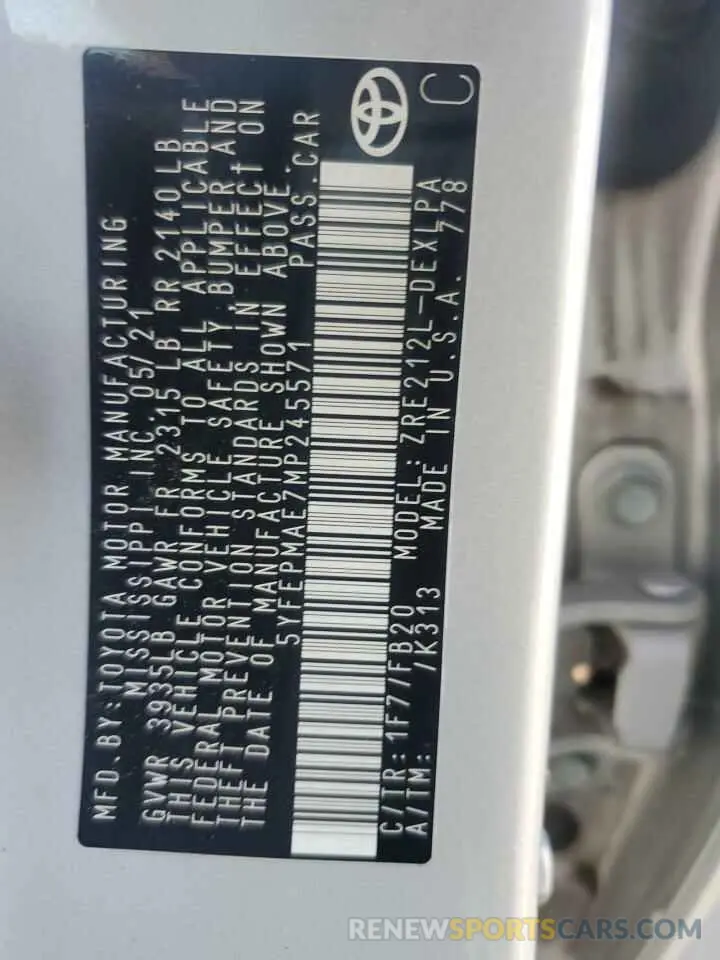 MFD.BY:TOYOTA MOTOR MANUFACTURING
MISSISSIPPI INC 05/21
GVWR 3935LB GAWR FR 2315 LB RR 2140LB
THIS VEHICLE CONFORMS TO ALL APPLICABLE
FEDERAL MOTOR VEHICLE SAFETY, BUMPER, AND
THEFT PREVENTION STANDARDS IN EFFECT ON
THE DATE OF MANUFACTURE SHOWN ABOVE.
5YFEPMAE7MP245571 PASS.CAR
C/TR:1F7/FB20 MODEL:ZRE212L-DEXLPA
A/TM: /K313 MADE IN U.S.A. 778
C
RENEWSPORTSCARS.COM